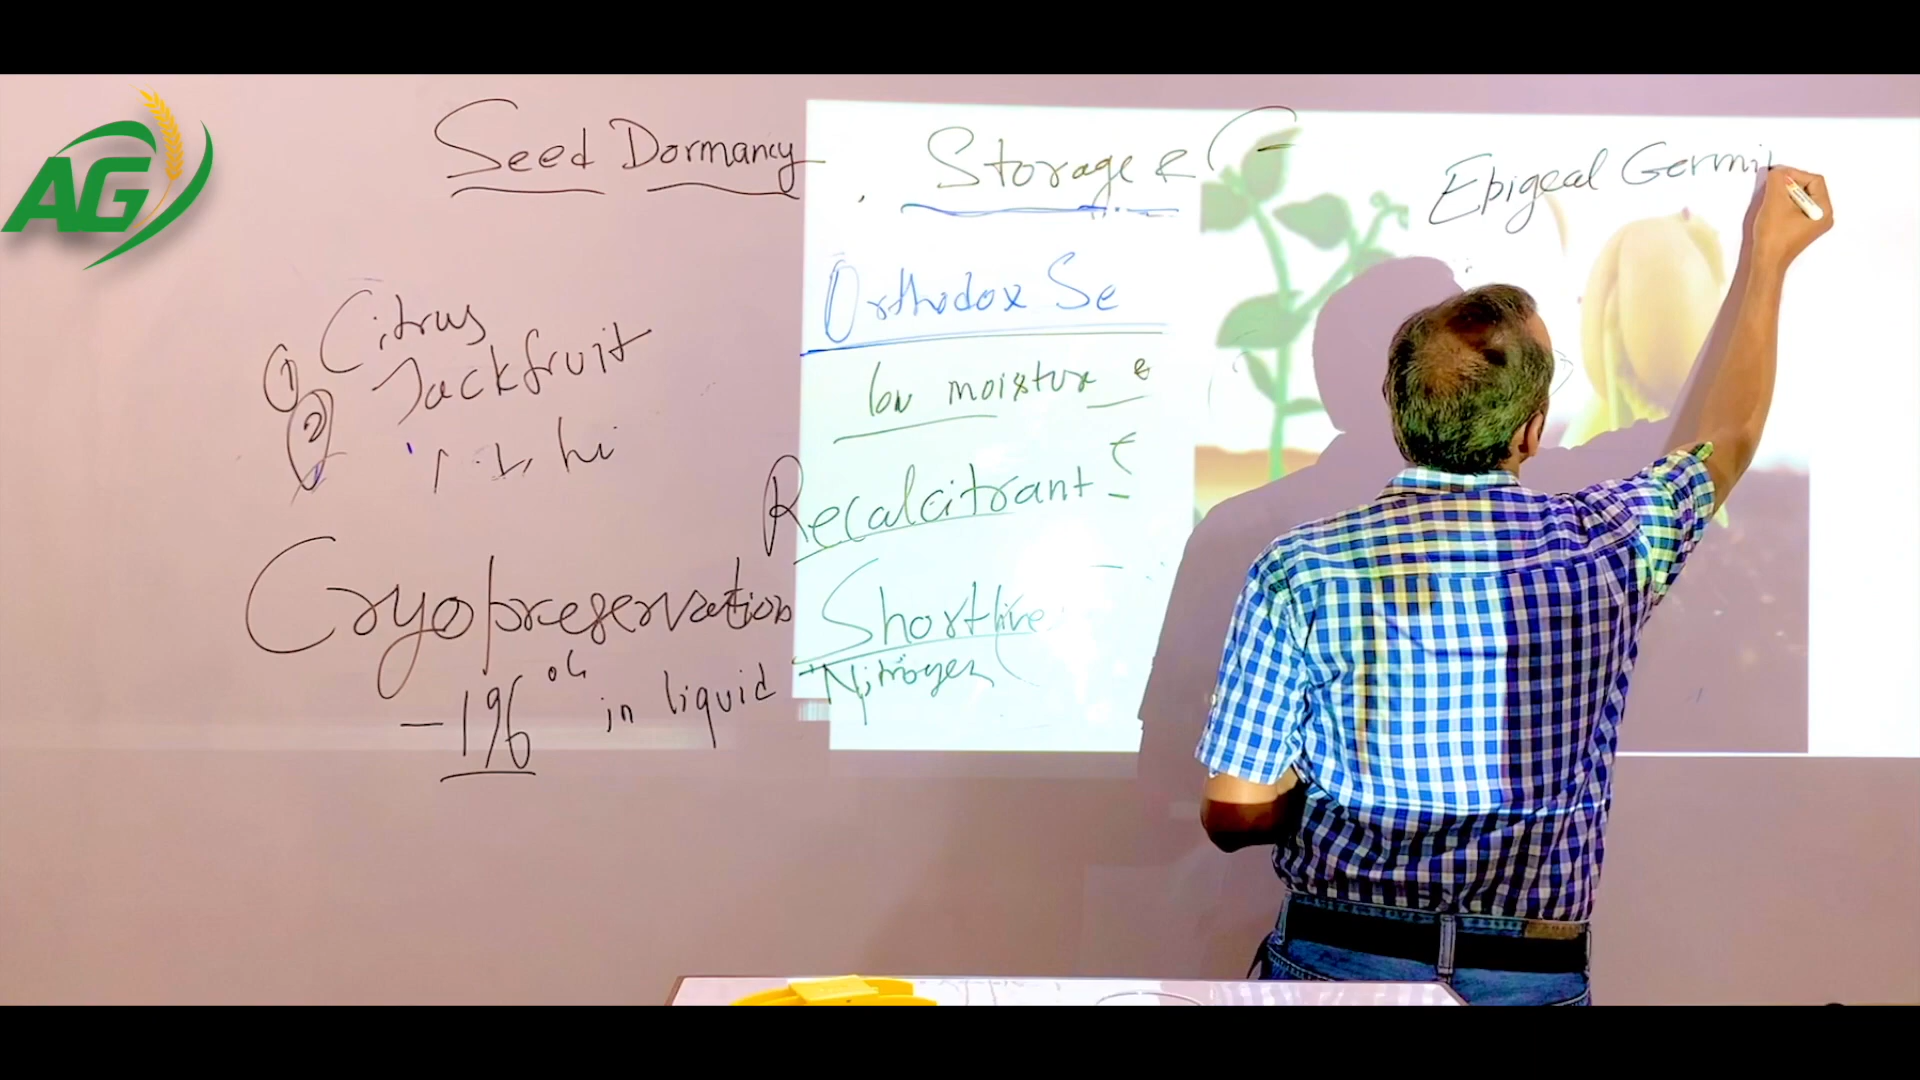 AG
Seed Dormancy
Storage &
Epigeal Germi
Orthodox Se
① Citrus
② Jackfruit
low moistur &
Recalcitrant
Cryopreservation
Shortlive
-196 °C in liquid Nitrogen